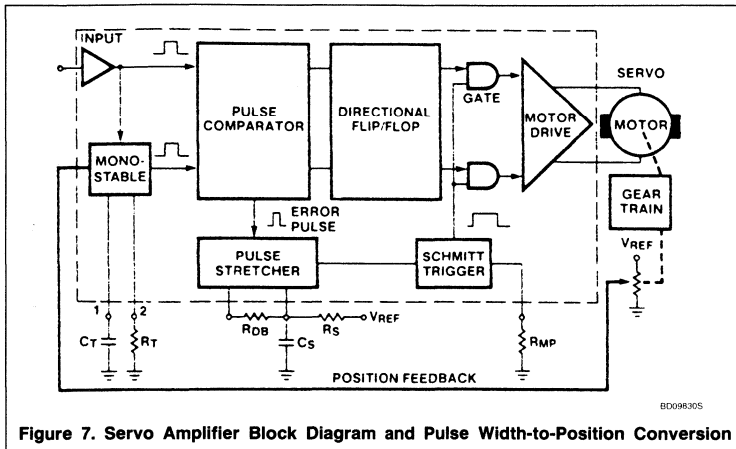 INPUT
SERVO
PULSE
COMPARATOR
DIRECTIONAL
FLIP/FLOP
GATE
MOTOR
DRIVE
MOTOR
MONO-
STABLE
GEAR
TRAIN
ERROR
PULSE
VREF
PULSE
STRETCHER
SCHMITT
TRIGGER
1
2
RDB
RS
VREF
CT
RT
CS
RMP
POSITION FEEDBACK
BD09830S
Figure 7. Servo Amplifier Block Diagram and Pulse Width-to-Position Conversion